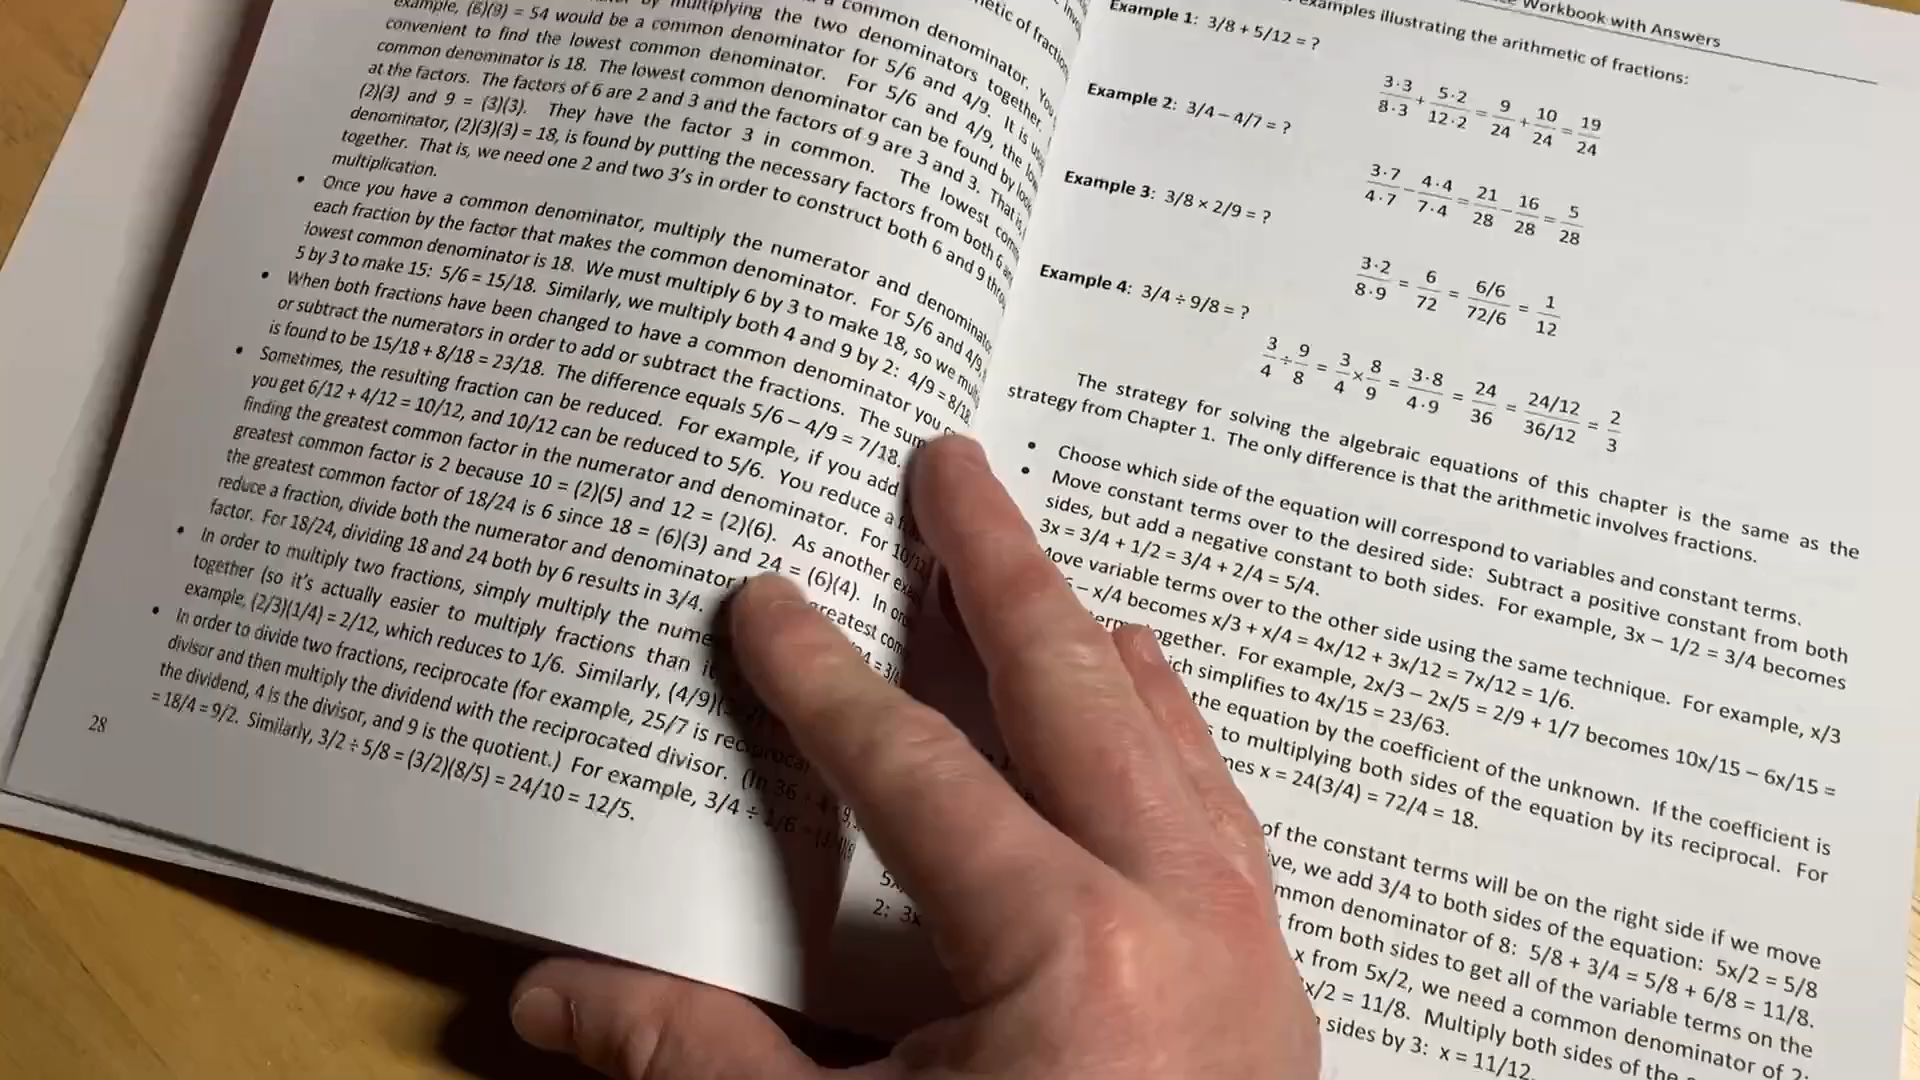 example, (6)(9) = 54 would be a common denominator for 5/6 and 4/9. It is
convenient to find the lowest common denominator. For 5/6 and 4/9, the
common denominator is 18. The lowest common denominator can be found by
at the factors. The factors of 6 are 2 and 3 and the factors of 9 are 3 and 3. That is,
(2)(3) and 9 = (3)(3). They have the factor 3 in common. The lowest
denominator, (2)(3)(3) = 18, is found by putting the necessary factors from both 6
together. That is, we need one 2 and two 3's in order to construct both 6 and 9
multiplication.
• Once you have a common denominator, multiply the numerator and denominator
each fraction by the factor that makes the common denominator. For 5/6 and 4/9,
lowest common denominator is 18. We must multiply 6 by 3 to make 18, so we
5 by 3 to make 15: 5/6 = 15/18. Similarly, we multiply both 4 and 9 by 2: 4/9 = 8/18.
• When both fractions have been changed to have a common denominator you
or subtract the numerators in order to add or subtract the fractions. The sum
is found to be 15/18 + 8/18 = 23/18. The difference equals 5/6 – 4/9 = 7/18.
• Sometimes, the resulting fraction can be reduced. For example, if you add
you get 6/12 + 4/12 = 10/12, and 10/12 can be reduced to 5/6. You reduce a
finding the greatest common factor in the numerator and denominator. For 10/12
greatest common factor is 2 because 10 = (2)(5) and 12 = (2)(6). As another
the greatest common factor of 18/24 is 6 since 18 = (6)(3) and 24 = (6)(4). In
reduce a fraction, divide both the numerator and denominator greatest
factor. For 18/24, dividing 18 and 24 both by 6 results in 3/4.
• In order to multiply two fractions, simply multiply the
together (so it's actually easier to multiply fractions than
example, (2/3)(1/4) = 2/12, which reduces to 1/6. Similarly,
• In order to divide two fractions, reciprocate (for example, 25/7 is
divisor and then multiply the dividend with the reciprocated divisor. (In 36 ÷ 4 = 9,
the dividend, 4 is the divisor, and 9 is the quotient.) For example, 3/4 ÷ 1/6
= 18/4 = 9/2. Similarly, 3/2 ÷ 5/8 = (3/2)(8/5) = 24/10 = 12/5.
28
Workbook with Answers
examples illustrating the arithmetic of fractions:
Example 1: 3/8 + 5/12 = ?
3·3/8·3 + 5·2/12·2 = 9/24 + 10/24 = 19/24
Example 2: 3/4 – 4/7 = ?
3·7/4·7 – 4·4/7·4 = 21/28 – 16/28 = 5/28
Example 3: 3/8 × 2/9 = ?
3·2/8·9 = 6/72 = 6/6/72/6 = 1/12
Example 4: 3/4 ÷ 9/8 = ?
3/4 ÷ 9/8 = 3/4 × 8/9 = 3·8/4·9 = 24/36 = 24/12/36/12 = 2/3
The strategy for solving the algebraic equations of this chapter is the same as the
strategy from Chapter 1. The only difference is that the arithmetic involves fractions.
• Choose which side of the equation will correspond to variables and constant terms.
• Move constant terms over to the desired side: Subtract a positive constant from both
sides, but add a negative constant to both sides. For example, 3x – 1/2 = 3/4 becomes
3x = 3/4 + 1/2 = 3/4 + 2/4 = 5/4.
Move variable terms over to the other side using the same technique. For example, x/3
– x/4 becomes x/3 + x/4 = 4x/12 + 3x/12 = 7x/12 = 1/6.
together. For example, 2x/3 – 2x/5 = 2/9 + 1/7 becomes 10x/15 – 6x/15 =
simplifies to 4x/15 = 23/63.
the equation by the coefficient of the unknown. If the coefficient is
to multiplying both sides of the equation by its reciprocal. For
x = 24(3/4) = 72/4 = 18.
of the constant terms will be on the right side if we move
we add 3/4 to both sides of the equation: 5x/2 = 5/8
denominator of 8: 5/8 + 3/4 = 5/8 + 6/8 = 11/8.
from both sides to get all of the variable terms on the
x from 5x/2, we need a common denominator of 2:
x/2 = 11/8. Multiply both sides of the
sides by 3: x = 11/12.
2; 3x